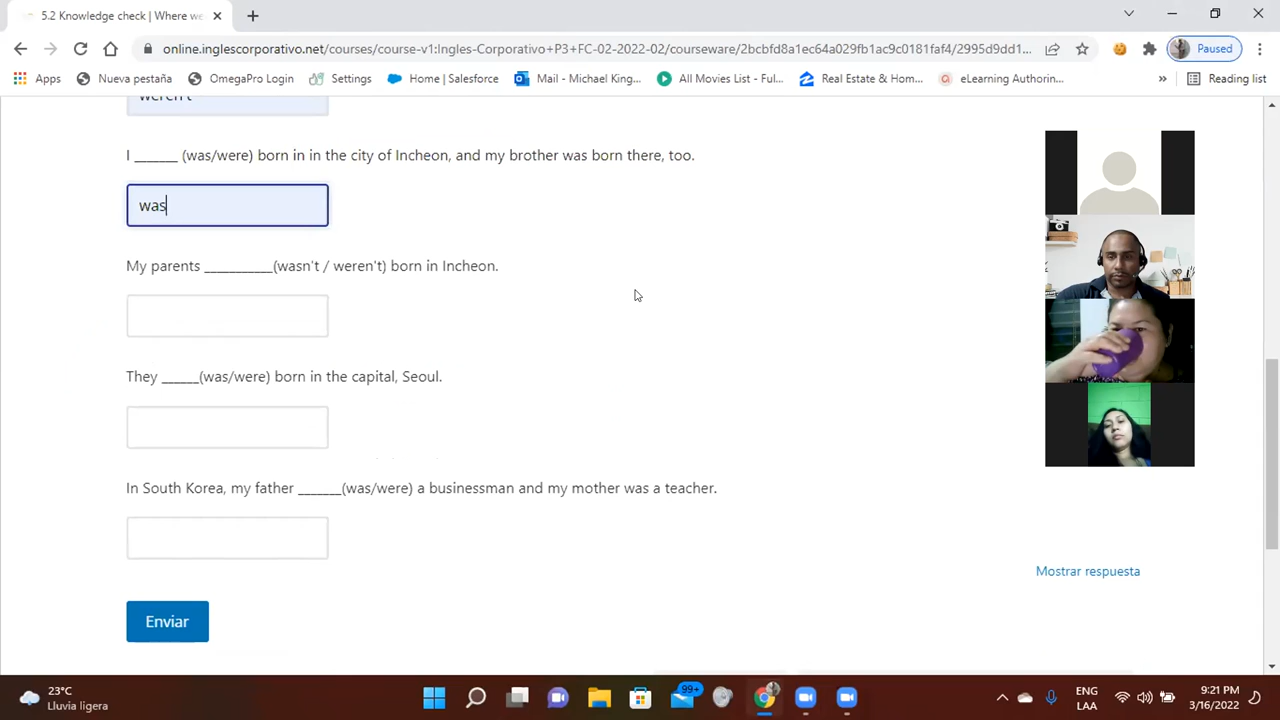 5.2 Knowledge check | Where we
online.inglescorporativo.net/courses/course-v1:Ingles-Corporativo+P3+FC-02-2022-02/courseware/2bcbfd8a1ec64a029fb1ac9c0181faf4/2995d9dd1...
Paused
Apps
Nueva pestaña
OmegaPro Login
Settings
Home | Salesforce
Mail - Michael King...
All Movies List - Ful...
Real Estate & Hom...
eLearning Authorin...
»
Reading list
weren't
I _______ (was/were) born in in the city of Incheon, and my brother was born there, too.
was
My parents ___________(wasn't / weren't) born in Incheon.
They ______(was/were) born in the capital, Seoul.
In South Korea, my father _______(was/were) a businessman and my mother was a teacher.
Mostrar respuesta
Enviar
23°C
Lluvia ligera
99+
ENG
LAA
9:21 PM
3/16/2022